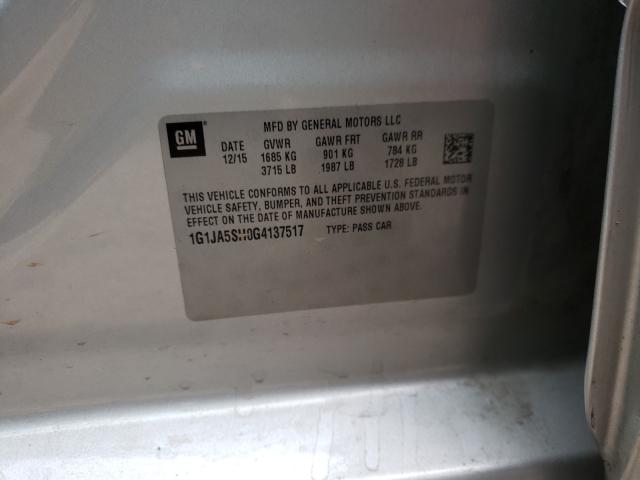 GM
MFD BY GENERAL MOTORS LLC
DATE GVWR GAWR FRT GAWR RR
12/15 1685 KG 901 KG 784 KG
3715 LB 1987 LB 1728 LB
THIS VEHICLE CONFORMS TO ALL APPLICABLE U.S. FEDERAL MOTOR
VEHICLE SAFETY, BUMPER, AND THEFT PREVENTION STANDARDS IN
EFFECT ON THE DATE OF MANUFACTURE SHOWN ABOVE.
1G1JA5SH0G4137517 TYPE: PASS CAR